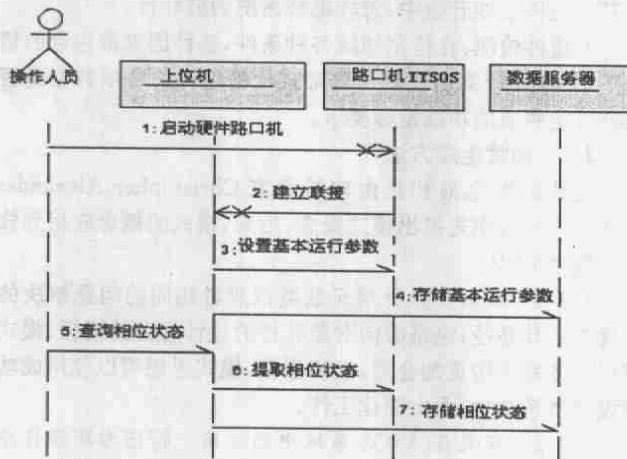 操作人员
上位机
路口机 ITSOS
数据服务器
1:启动硬件路口机
2:建立联接
3:设置基本运行参数
4:存储基本运行参数
5:查询相位状态
6:提取相位状态
7:存储相位状态